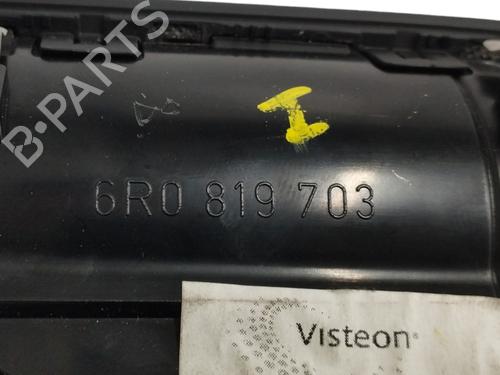 B-PARTS
I
6R0 819 703
Visteon